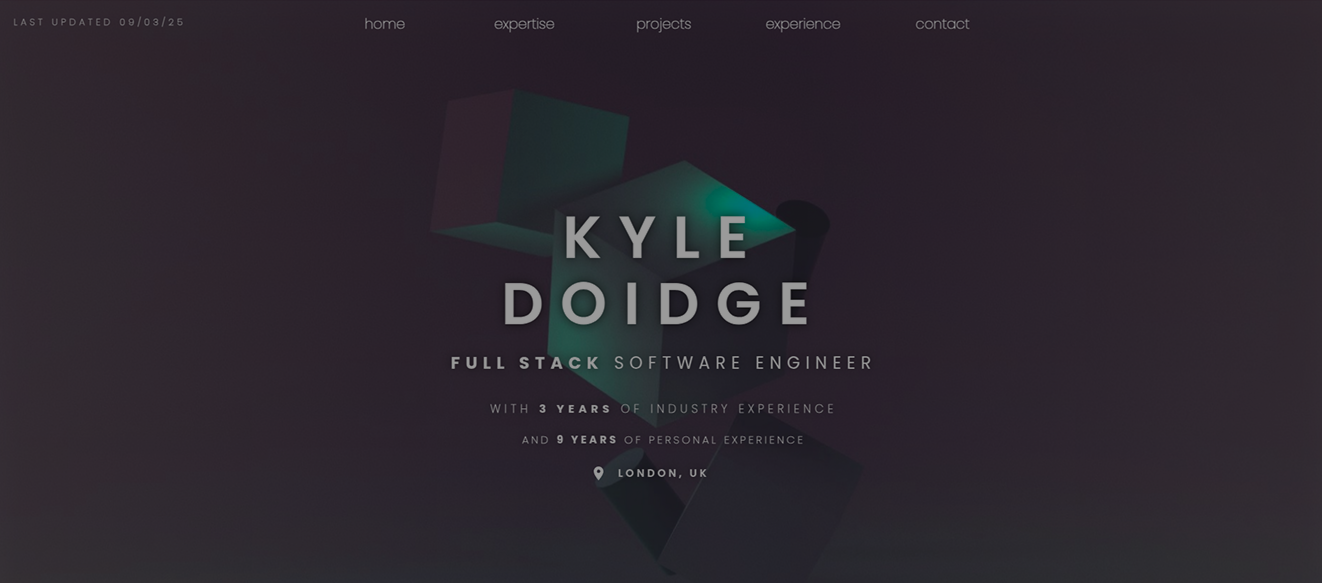 LAST UPDATED 09/03/25
home expertise projects experience contact
KYLE
DOIDGE
FULL STACK SOFTWARE ENGINEER
WITH 3 YEARS OF INDUSTRY EXPERIENCE
AND 9 YEARS OF PERSONAL EXPERIENCE
LONDON, UK